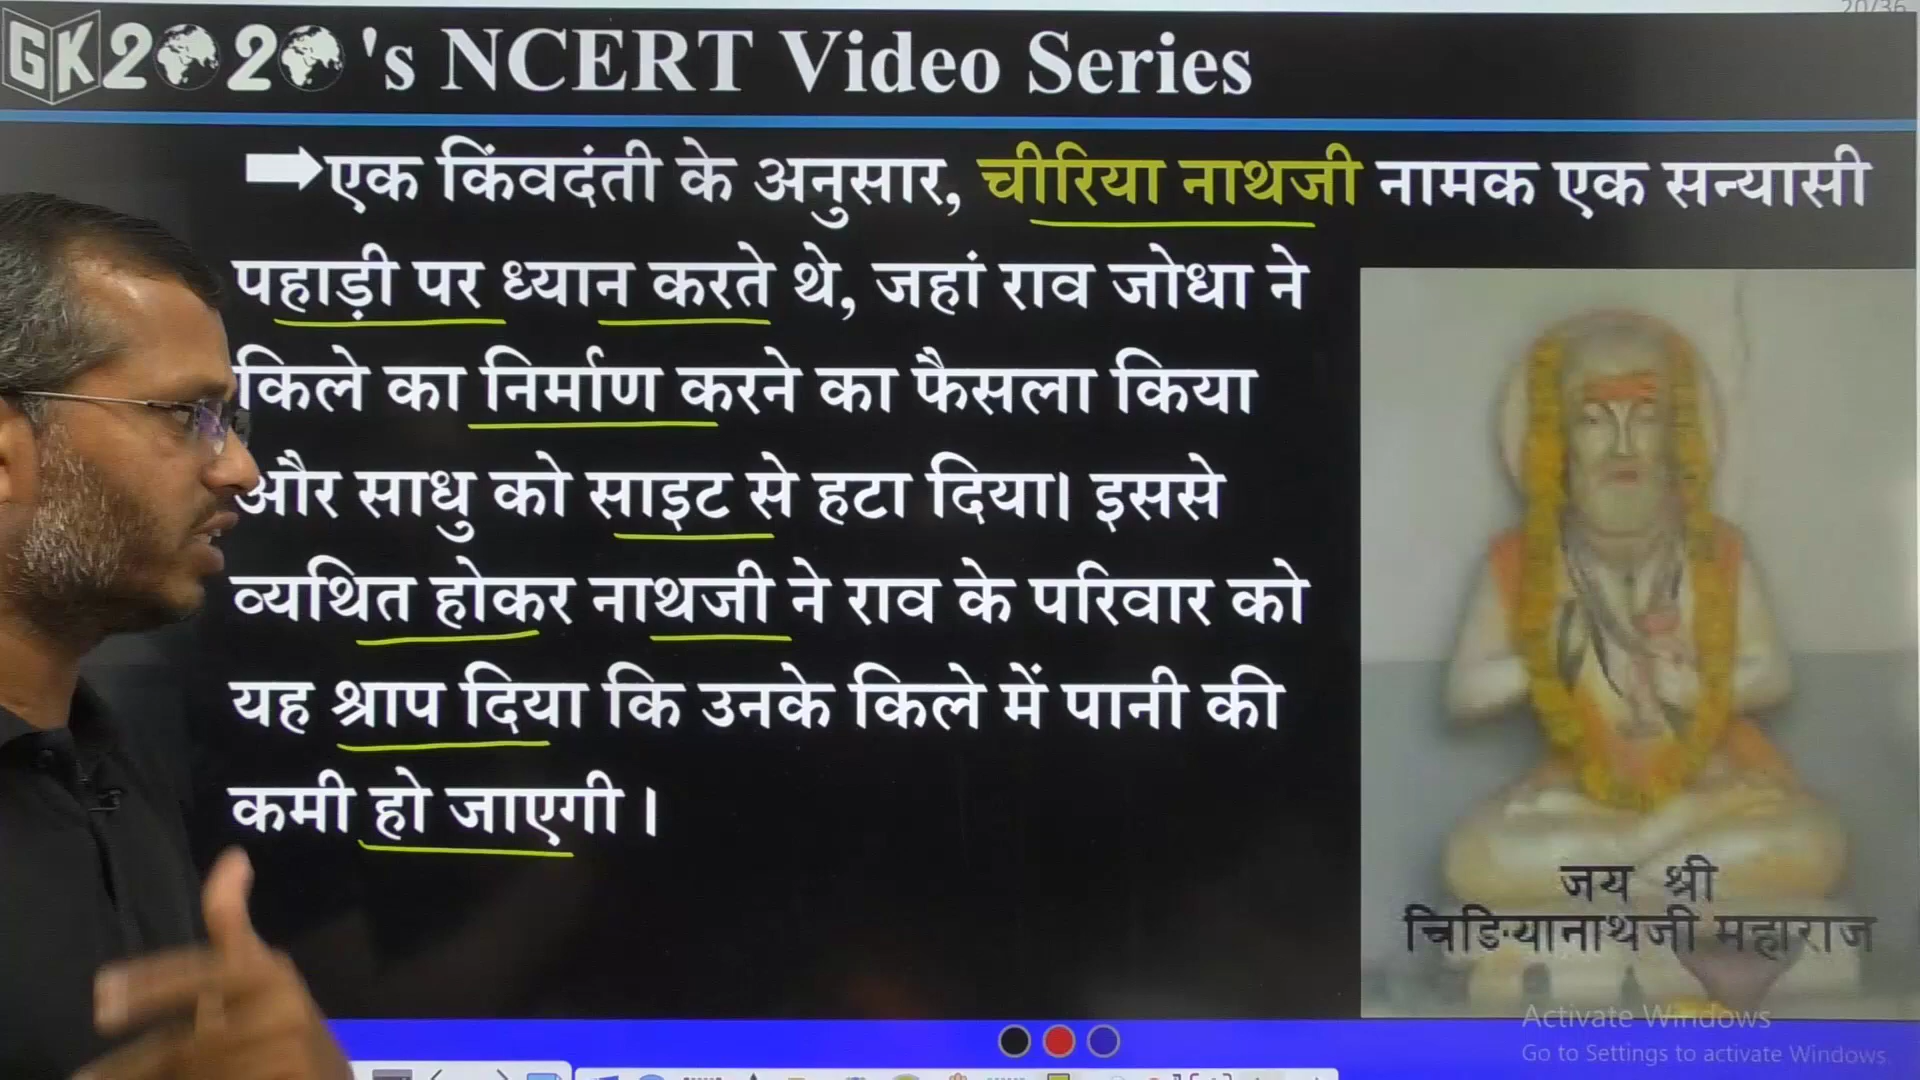 20/36
GK2020's NCERT Video Series
एक किंवदंती के अनुसार, चीरिया नाथजी नामक एक सन्यासी
पहाड़ी पर ध्यान करते थे, जहां राव जोधा ने
किले का निर्माण करने का फैसला किया
और साधु को साइट से हटा दिया। इससे
व्यथित होकर नाथजी ने राव के परिवार को
यह श्राप दिया कि उनके किले में पानी की
कमी हो जाएगी ।
जय श्री
चिडियानाथजी महाराज
Activate Windows
Go to Settings to activate Windows.